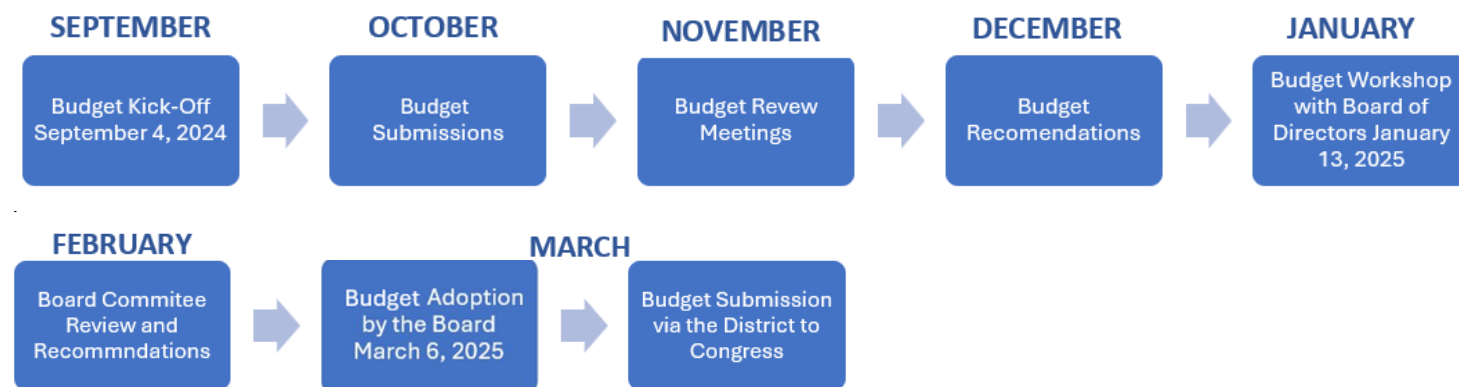 SEPTEMBER
Budget Kick-Off
September 4, 2024
OCTOBER
Budget
Submissions
NOVEMBER
Budget Revew
Meetings
DECEMBER
Budget
Recomendations
JANUARY
Budget Workshop
with Board of
Directors January
13, 2025
FEBRUARY
Board Commitee
Review and
Recommndations
MARCH
Budget Adoption
by the Board
March 6, 2025
Budget Submission
via the District to
Congress